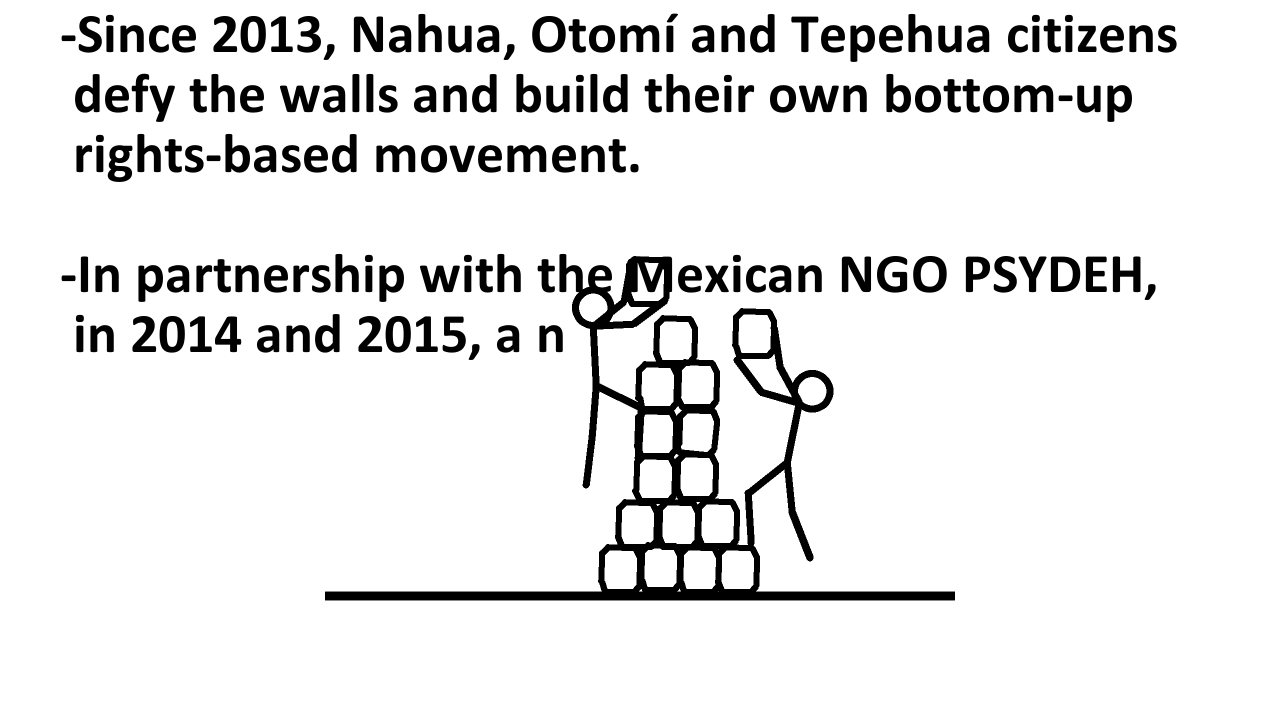 -Since 2013, Nahua, Otomí and Tepehua citizens
defy the walls and build their own bottom-up
rights-based movement.
-In partnership with the Mexican NGO PSYDEH,
in 2014 and 2015, a n